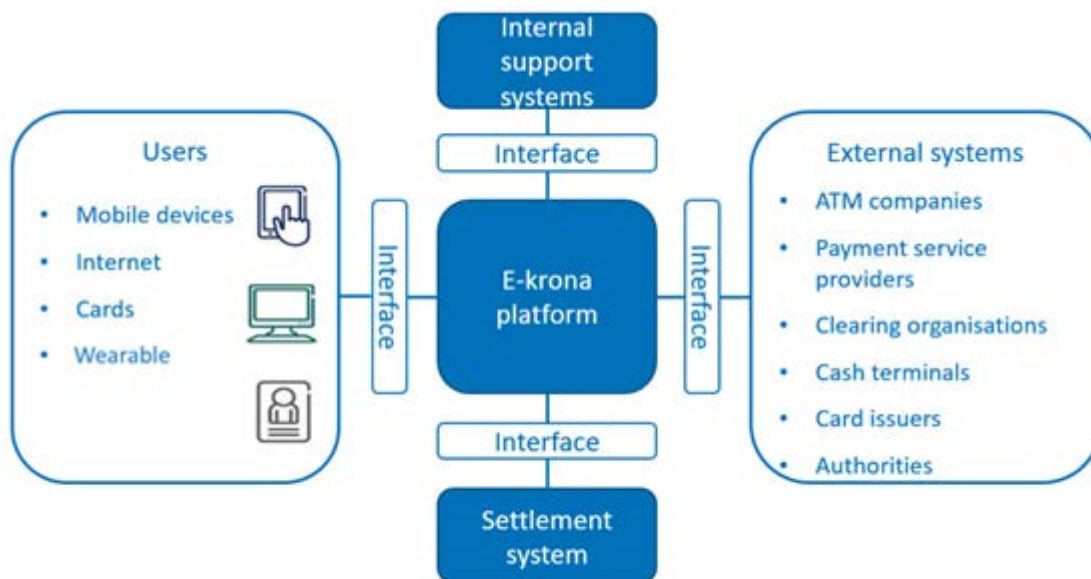 Internal
support
systems
Interface
Users
• Mobile devices
• Internet
• Cards
• Wearable
Interface
E-krona
platform
Interface
External systems
• ATM companies
• Payment service
providers
• Clearing organisations
• Cash terminals
• Card issuers
• Authorities
Interface
Settlement
system